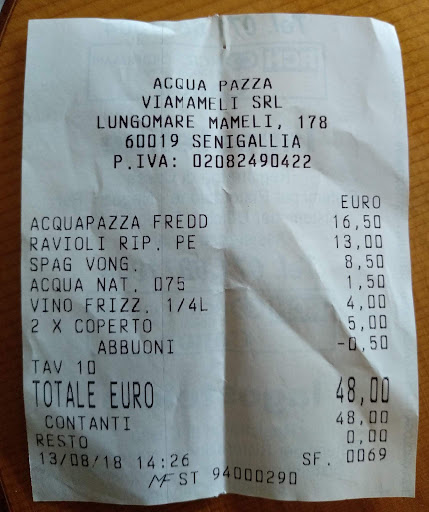 ACQUA PAZZA
VIAMAMELI SRL
LUNGOMARE MAMELI, 178
60019 SENIGALLIA
P.IVA: 02082490422
EURO
ACQUAPAZZA FREDD 16,50
RAVIOLI RIP. PE 13,00
SPAG VONG. 8,50
ACQUA NAT. 075 1,50
VINO FRIZZ. 1/4L 4,00
2 X COPERTO 5,00
ABBUONI -0,50
TAV 10
TOTALE EURO 48,00
CONTANTI 48,00
RESTO 0,00
13/08/18 14:26 SF. 0069
MF ST 94000290